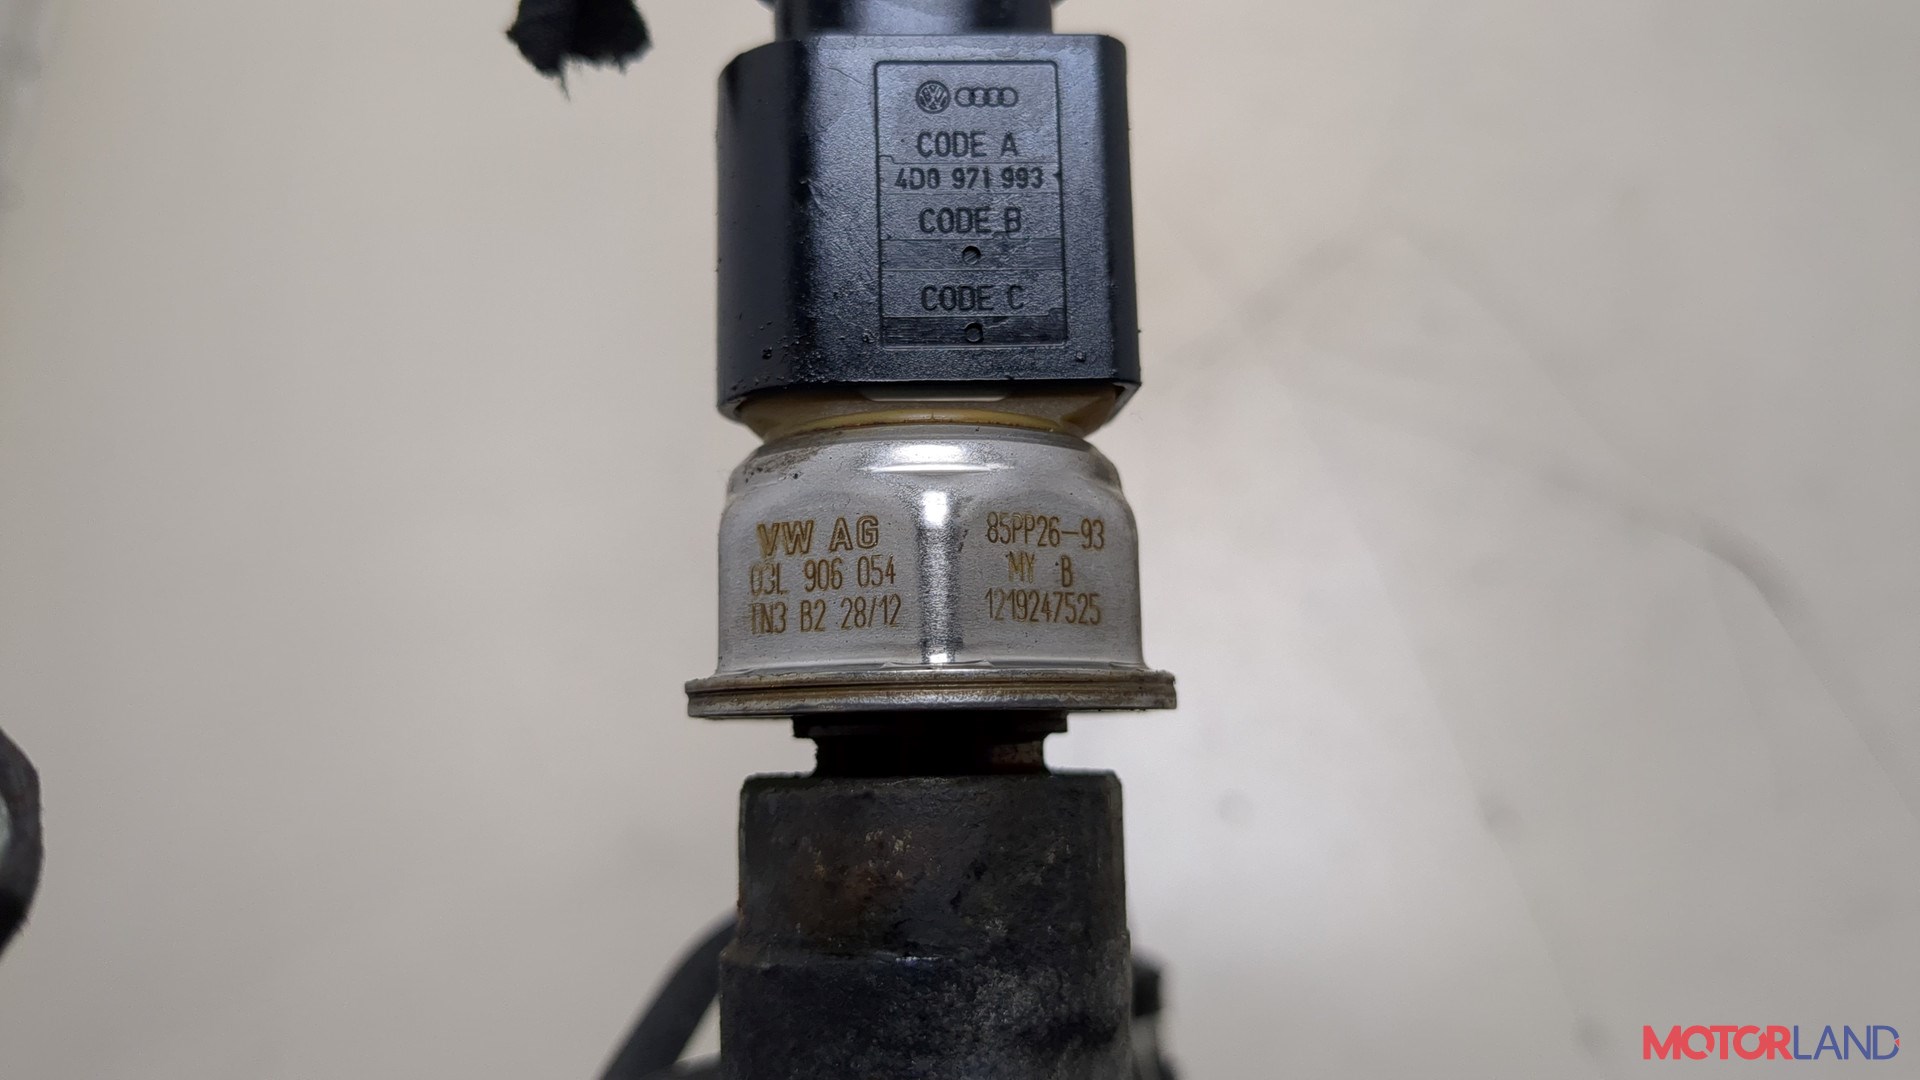 CODE A
4D0 971 993
CODE B
CODE C
VW AG
03L 906 054
TN3 B2 28/12
85PP26-93
MY B
1219247525
MOTORLAND